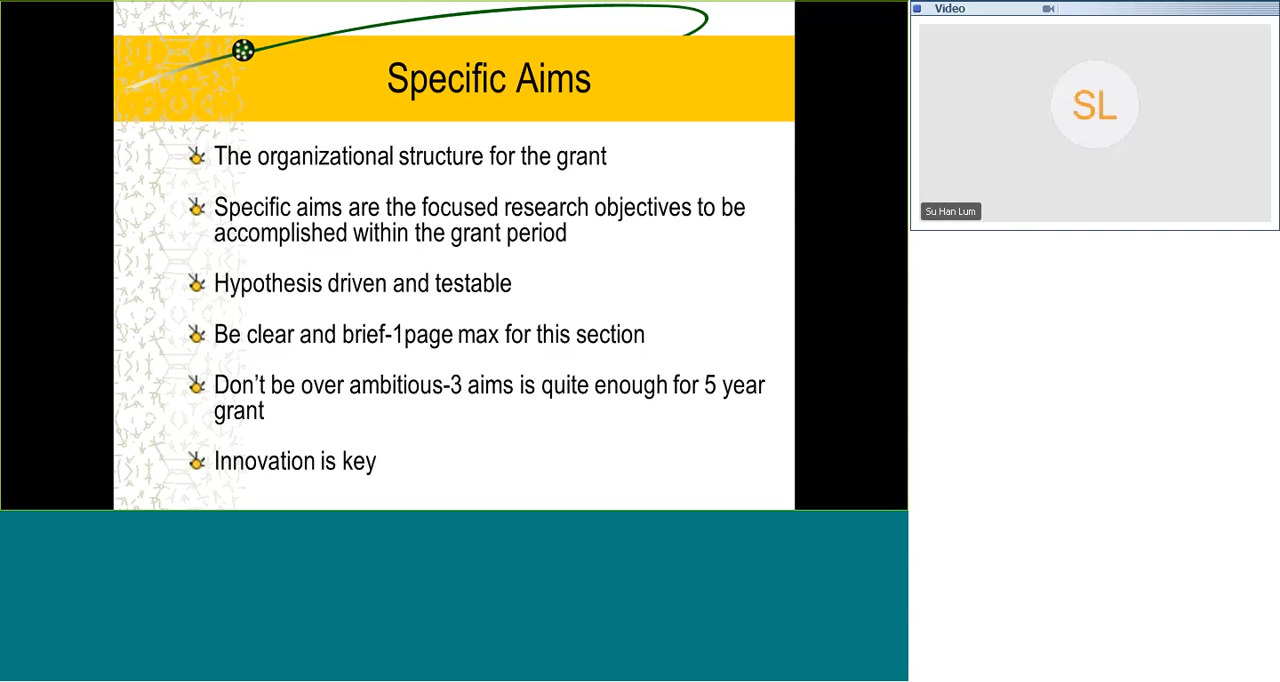 Specific Aims
The organizational structure for the grant
Specific aims are the focused research objectives to be
accomplished within the grant period
Hypothesis driven and testable
Be clear and brief-1page max for this section
Don't be over ambitious-3 aims is quite enough for 5 year
grant
Innovation is key
Video
SL
Su Han Lum